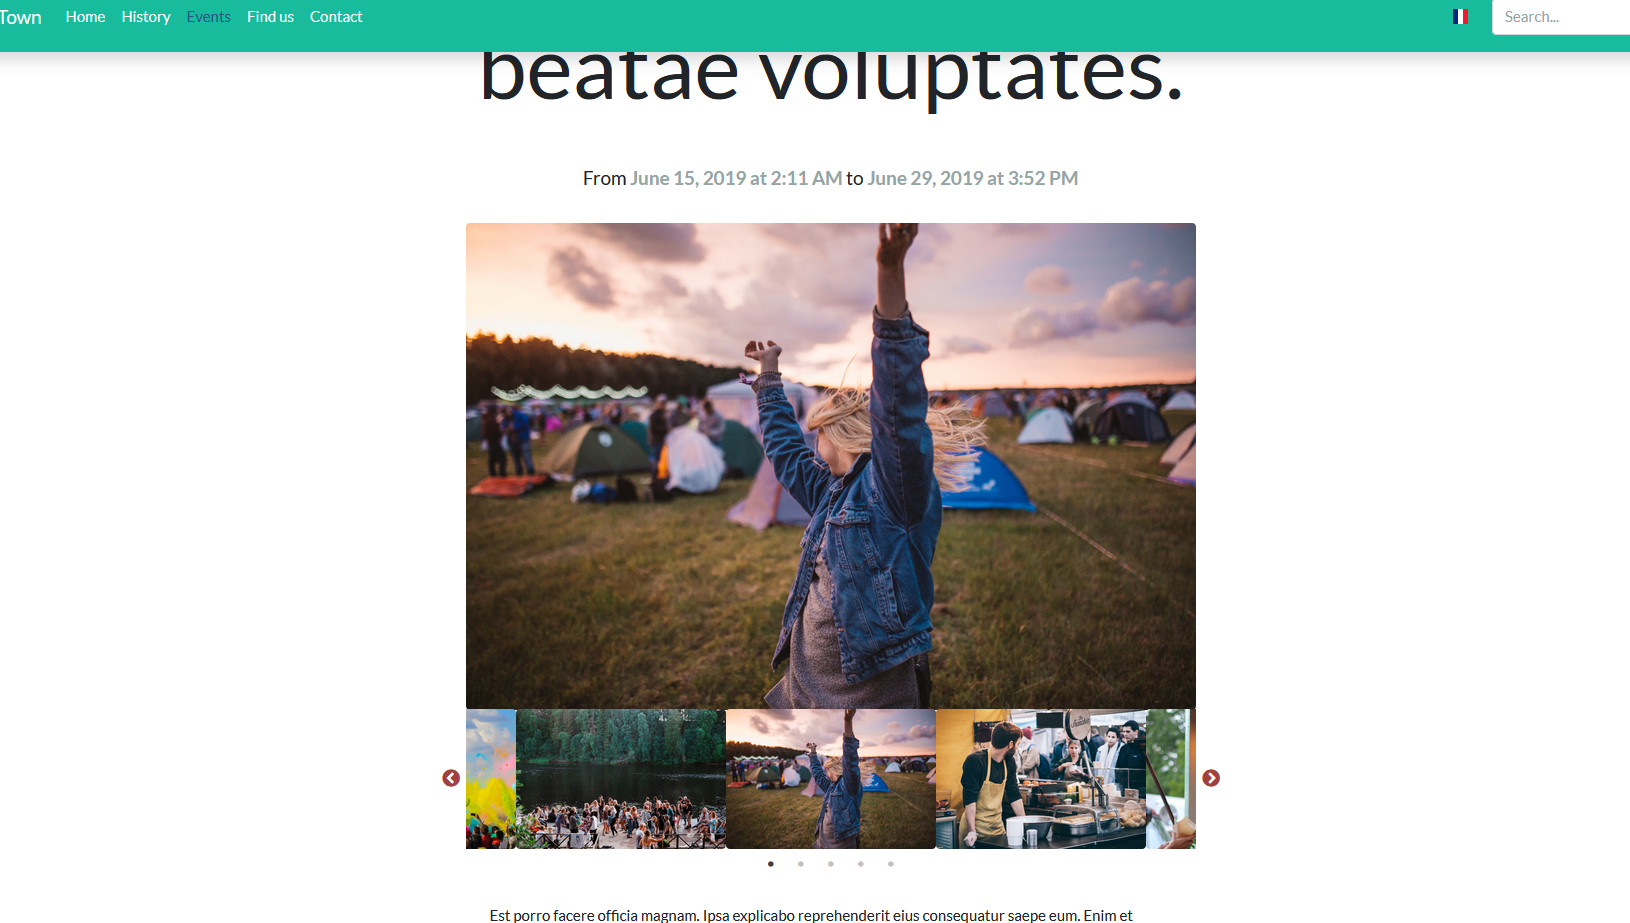 Town Home History Events Find us Contact Search...
beatae voluptates.
From June 15, 2019 at 2:11 AM to June 29, 2019 at 3:52 PM
Est porro facere officia magnam. Ipsa explicabo reprehenderit eius consequatur saepe eum. Enim et